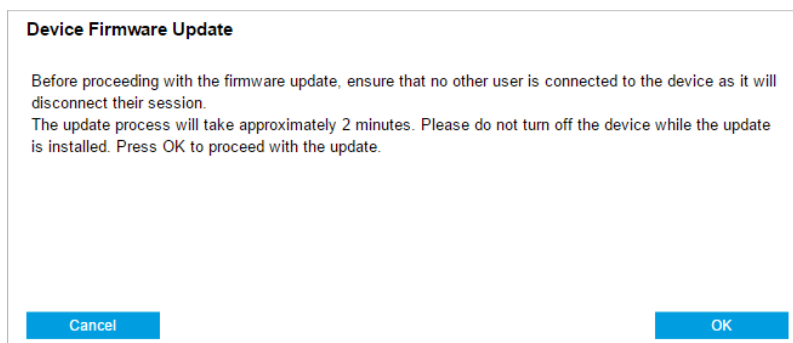 Device Firmware Update
Before proceeding with the firmware update, ensure that no other user is connected to the device as it will
disconnect their session.
The update process will take approximately 2 minutes. Please do not turn off the device while the update
is installed. Press OK to proceed with the update.
Cancel
OK